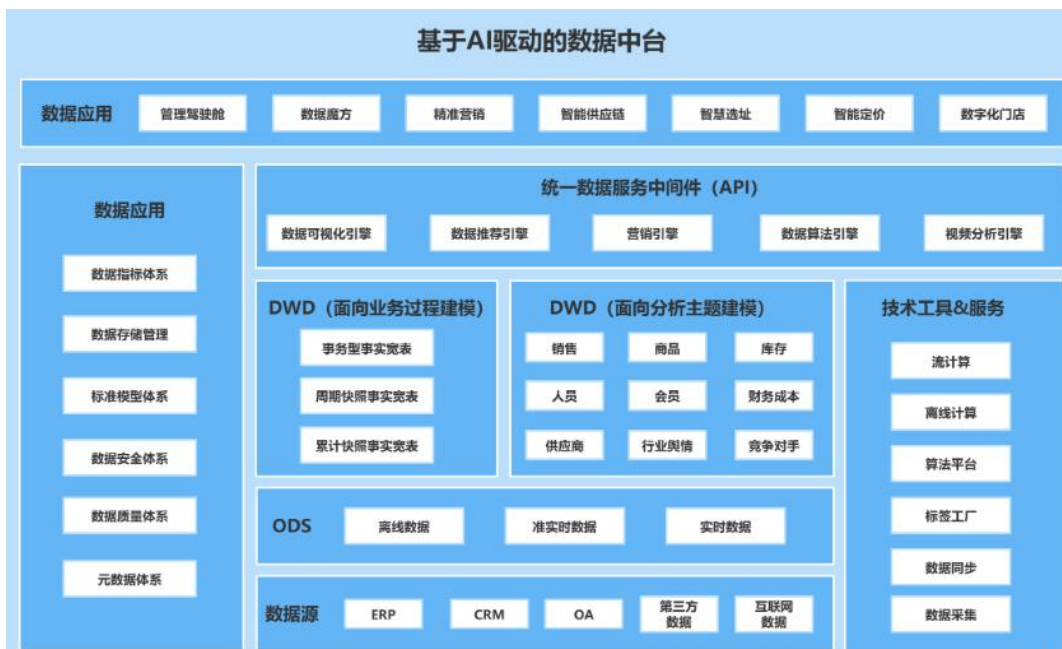 基于AI驱动的数据中台
数据应用
管理驾驶舱
数据魔方
精准营销
智能供应链
智慧选址
智能定价
数字化门店
数据应用
数据指标体系
数据存储管理
标准模型体系
数据安全体系
数据质量体系
元数据体系
统一数据服务中间件（API）
数据可视化引擎
数据推荐引擎
营销引擎
数据算法引擎
视频分析引擎
DWD（面向业务过程建模）
事务型事实宽表
周期快照事实宽表
累计快照事实宽表
DWD（面向分析主题建模）
销售
商品
库存
人员
会员
财务成本
供应商
行业舆情
竞争对手
技术工具&服务
流计算
离线计算
算法平台
标签工厂
数据同步
数据采集
ODS
离线数据
准实时数据
实时数据
数据源
ERP
CRM
OA
第三方
数据
互联网
数据